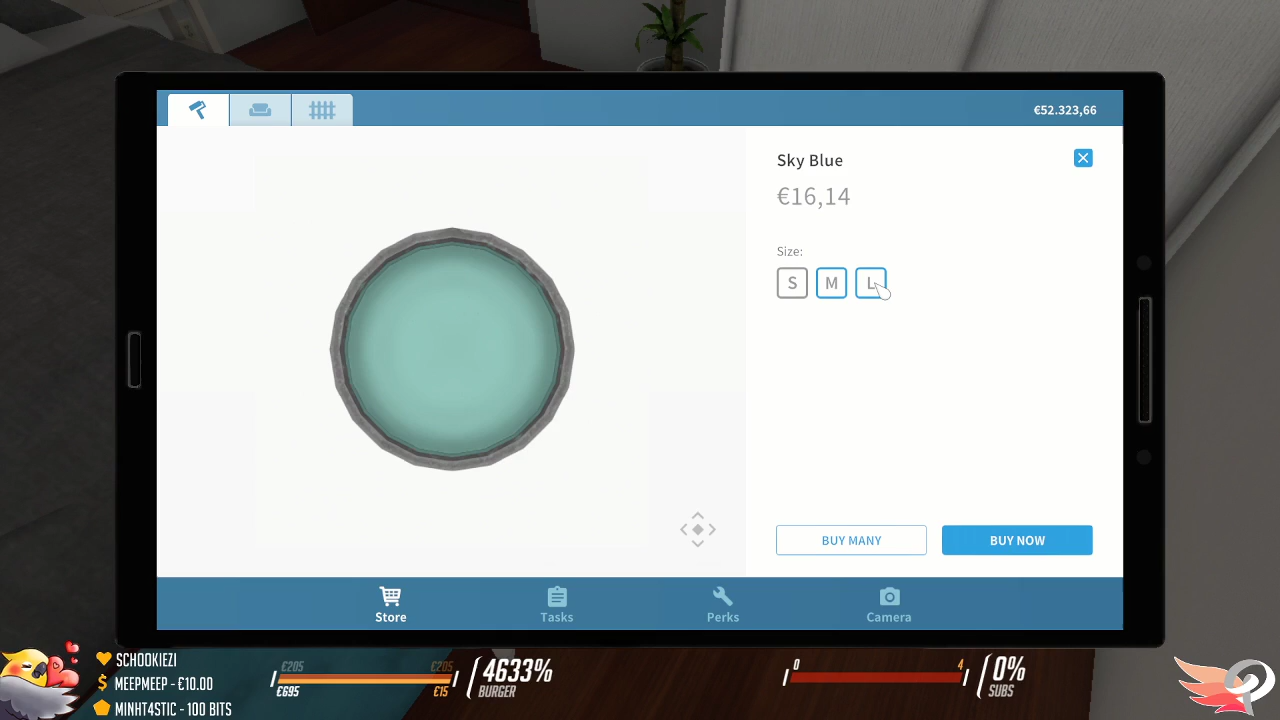 €52.323,66
Sky Blue
€16,14
Size:
S M L
BUY MANY BUY NOW
Store Tasks Perks Camera
SCHOOKIEZI
MEEPMEEP - €10.00
MINHT4STIC - 100 BITS
€205 €205
€695 €15
4633%
BURGER
0 4
0%
SUBS